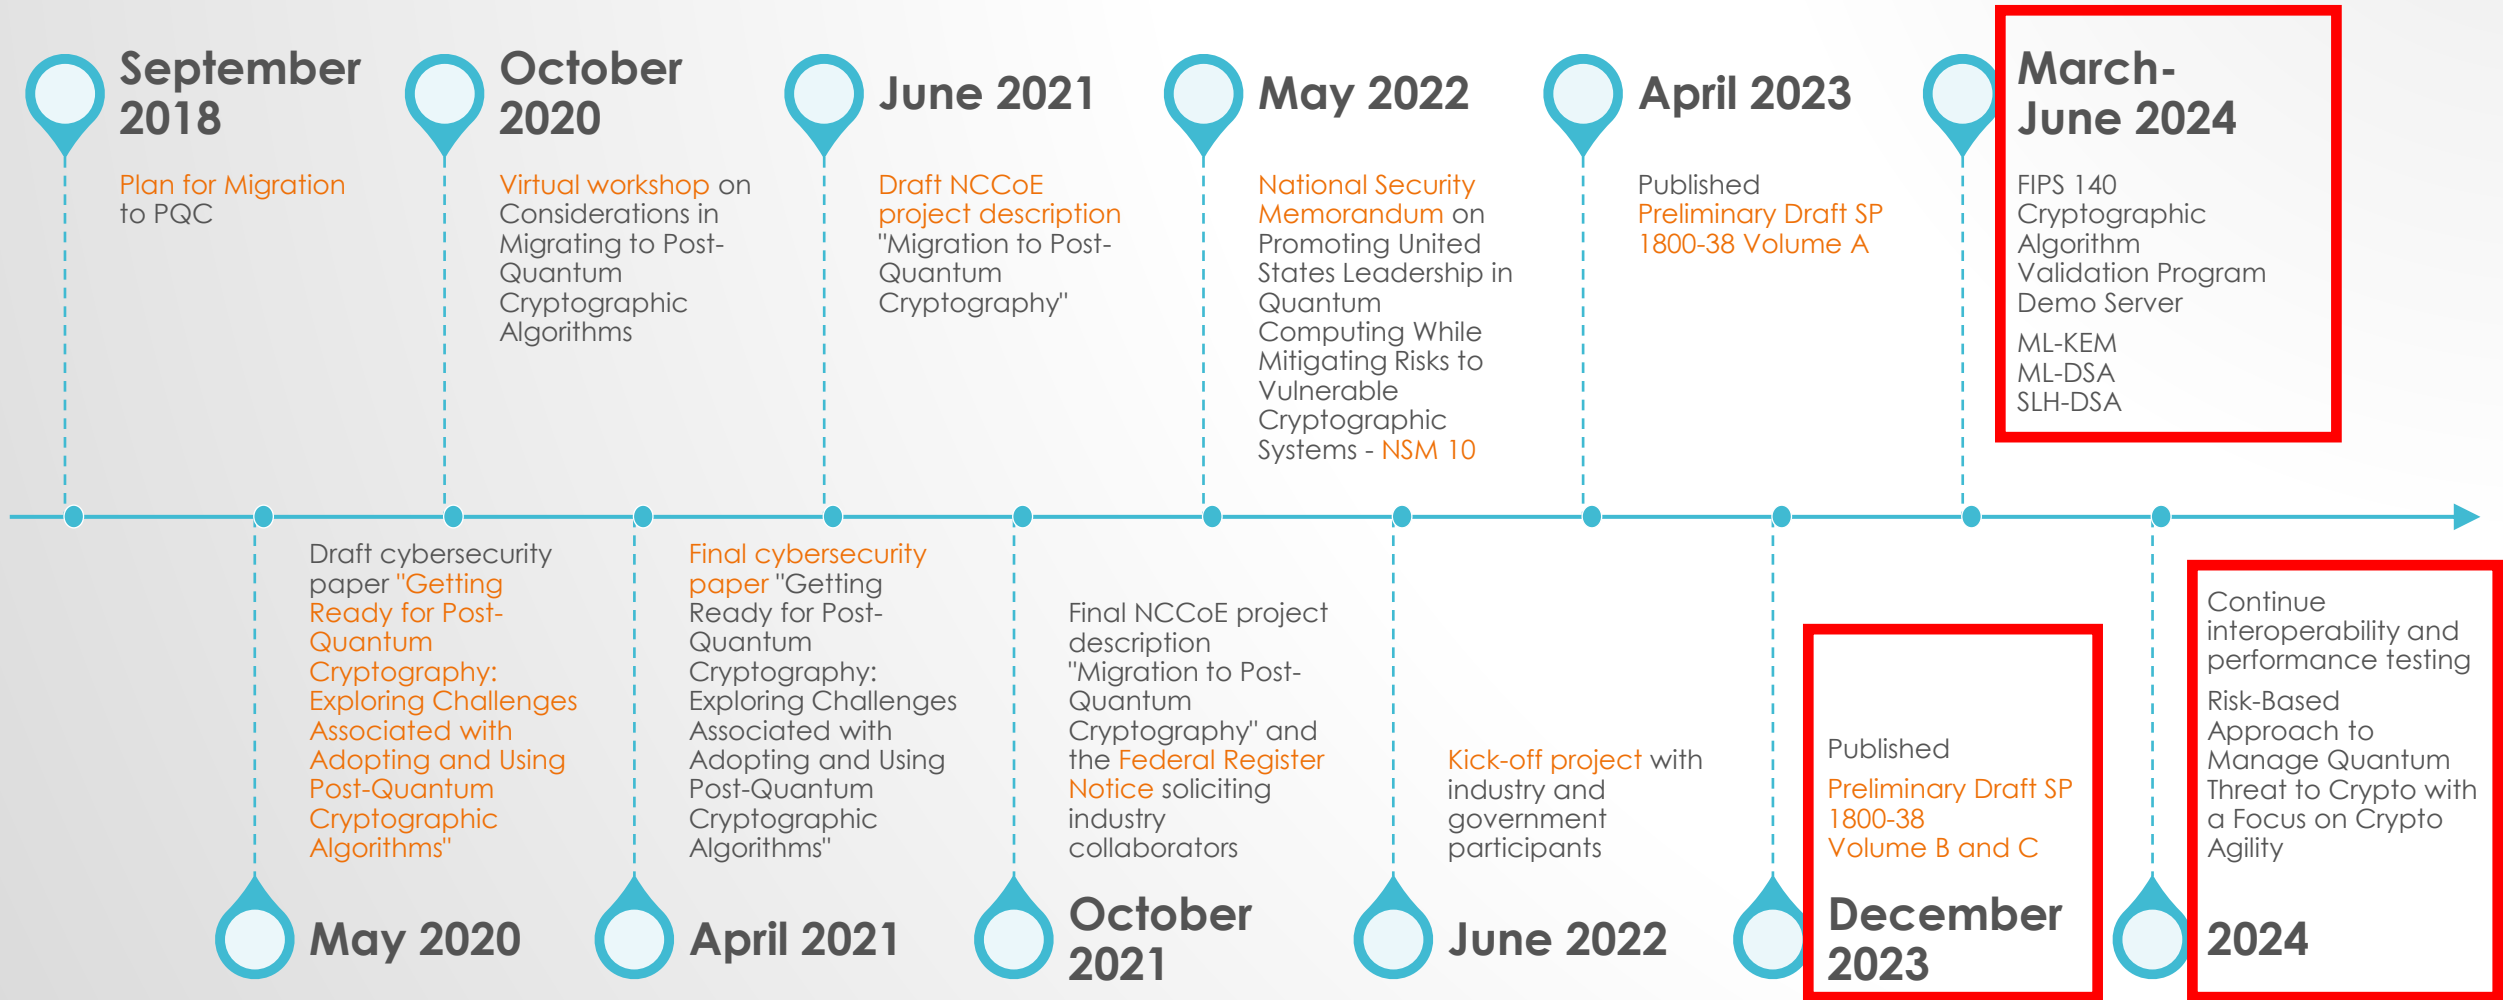 September
2018
Plan for Migration
to PQC
October
2020
Virtual workshop on
Considerations in
Migrating to Post-
Quantum
Cryptographic
Algorithms
June 2021
Draft NCCoE
project description
"Migration to Post-
Quantum
Cryptography"
May 2022
National Security
Memorandum on
Promoting United
States Leadership in
Quantum
Computing While
Mitigating Risks to
Vulnerable
Cryptographic
Systems - NSM 10
April 2023
Published
Preliminary Draft SP
1800-38 Volume A
March-
June 2024
FIPS 140
Cryptographic
Algorithm
Validation Program
Demo Server
ML-KEM
ML-DSA
SLH-DSA
Draft cybersecurity
paper "Getting
Ready for Post-
Quantum
Cryptography:
Exploring Challenges
Associated with
Adopting and Using
Post-Quantum
Cryptographic
Algorithms"
May 2020
Final cybersecurity
paper "Getting
Ready for Post-
Quantum
Cryptography:
Exploring Challenges
Associated with
Adopting and Using
Post-Quantum
Cryptographic
Algorithms"
April 2021
Final NCCoE project
description
"Migration to Post-
Quantum
Cryptography" and
the Federal Register
Notice soliciting
industry
collaborators
October
2021
Kick-off project with
industry and
government
participants
June 2022
Published
Preliminary Draft SP
1800-38
Volume B and C
December
2023
Continue
interoperability and
performance testing
Risk-Based
Approach to
Manage Quantum
Threat to Crypto with
a Focus on Crypto
Agility
2024